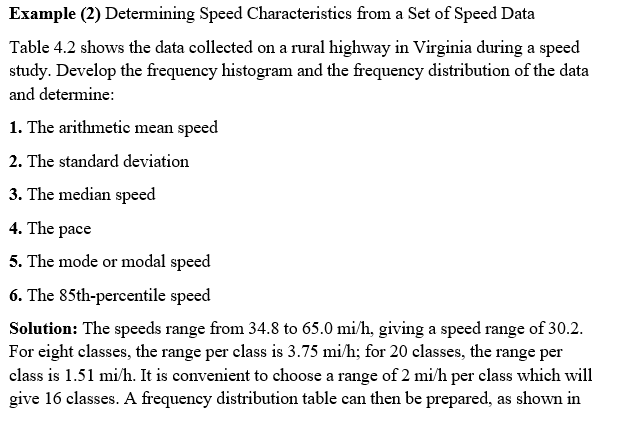 Example (2) Determining Speed Characteristics from a Set of Speed Data
Table 4.2 shows the data collected on a rural highway in Virginia during a speed
study. Develop the frequency histogram and the frequency distribution of the data
and determine:
1. The arithmetic mean speed
2. The standard deviation
3. The median speed
4. The pace
5. The mode or modal speed
6. The 85th-percentile speed
Solution: The speeds range from 34.8 to 65.0 mi/h, giving a speed range of 30.2.
For eight classes, the range per class is 3.75 mi/h; for 20 classes, the range per
class is 1.51 mi/h. It is convenient to choose a range of 2 mi/h per class which will
give 16 classes. A frequency distribution table can then be prepared, as shown in